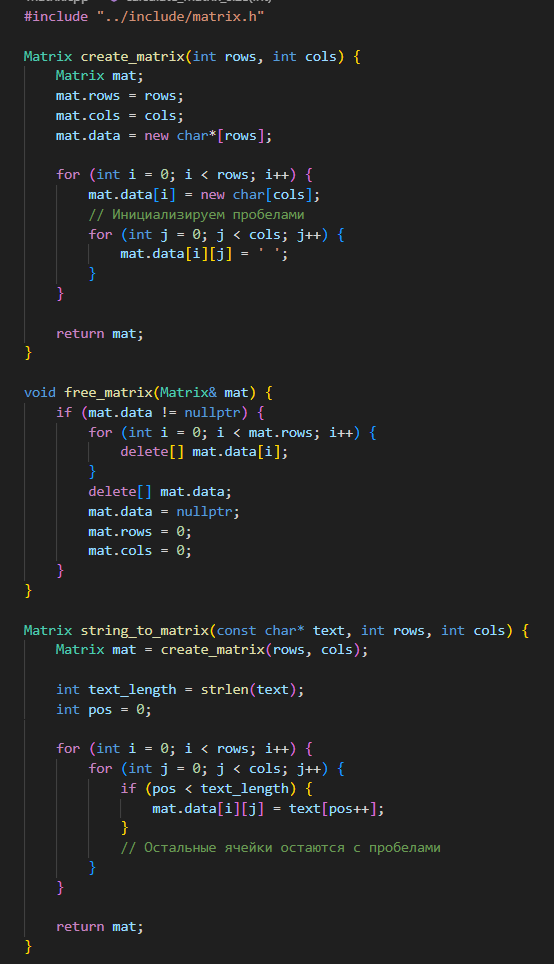 #include "../include/matrix.h"

Matrix create_matrix(int rows, int cols) {
    Matrix mat;
    mat.rows = rows;
    mat.cols = cols;
    mat.data = new char*[rows];

    for (int i = 0; i < rows; i++) {
        mat.data[i] = new char[cols];
        // Инициализируем пробелами
        for (int j = 0; j < cols; j++) {
            mat.data[i][j] = ' ';
        }
    }

    return mat;
}

void free_matrix(Matrix& mat) {
    if (mat.data != nullptr) {
        for (int i = 0; i < mat.rows; i++) {
            delete[] mat.data[i];
        }
        delete[] mat.data;
        mat.data = nullptr;
        mat.rows = 0;
        mat.cols = 0;
    }
}

Matrix string_to_matrix(const char* text, int rows, int cols) {
    Matrix mat = create_matrix(rows, cols);

    int text_length = strlen(text);
    int pos = 0;

    for (int i = 0; i < rows; i++) {
        for (int j = 0; j < cols; j++) {
            if (pos < text_length) {
                mat.data[i][j] = text[pos++];
            }
            // Остальные ячейки остаются с пробелами
        }
    }

    return mat;
}